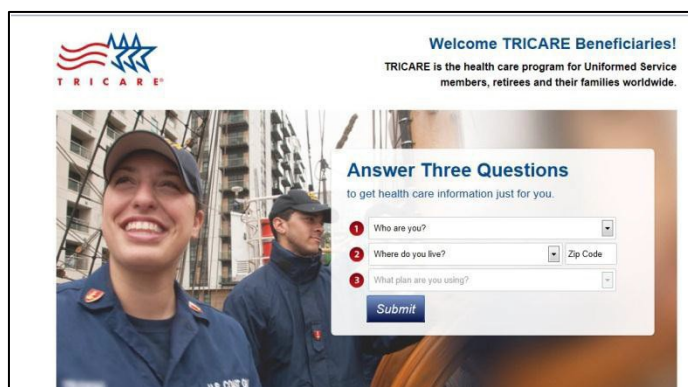 TRICARE®
Welcome TRICARE Beneficiaries!
TRICARE is the health care program for Uniformed Service
members, retirees and their families worldwide.
Answer Three Questions
to get health care information just for you.
1 Who are you?
2 Where do you live? Zip Code
3 What plan are you using?
Submit